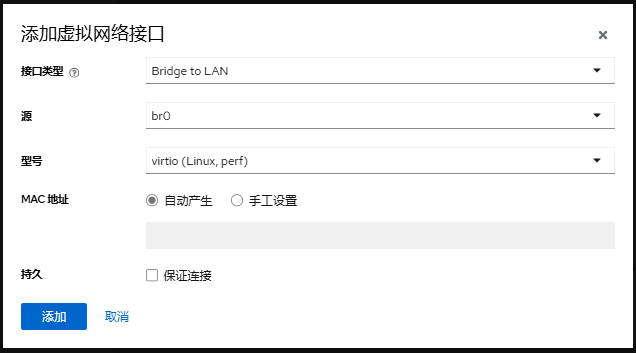 添加虚拟网络接口
接口类型 Bridge to LAN
源 br0
型号 virtio (Linux, perf)
MAC 地址 自动产生 手工设置
持久 保证连接
添加 取消